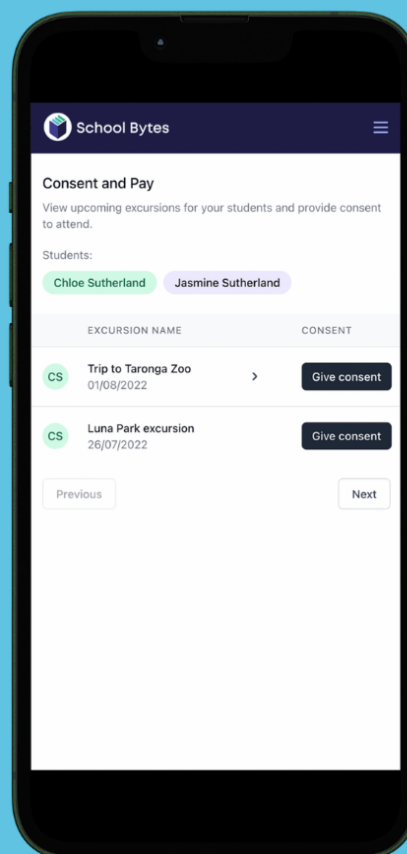 School Bytes
Consent and Pay
View upcoming excursions for your students and provide consent
to attend.
Students:
Chloe Sutherland Jasmine Sutherland
EXCURSION NAME CONSENT
CS Trip to Taronga Zoo Give consent
01/08/2022
CS Luna Park excursion Give consent
26/07/2022
Previous Next